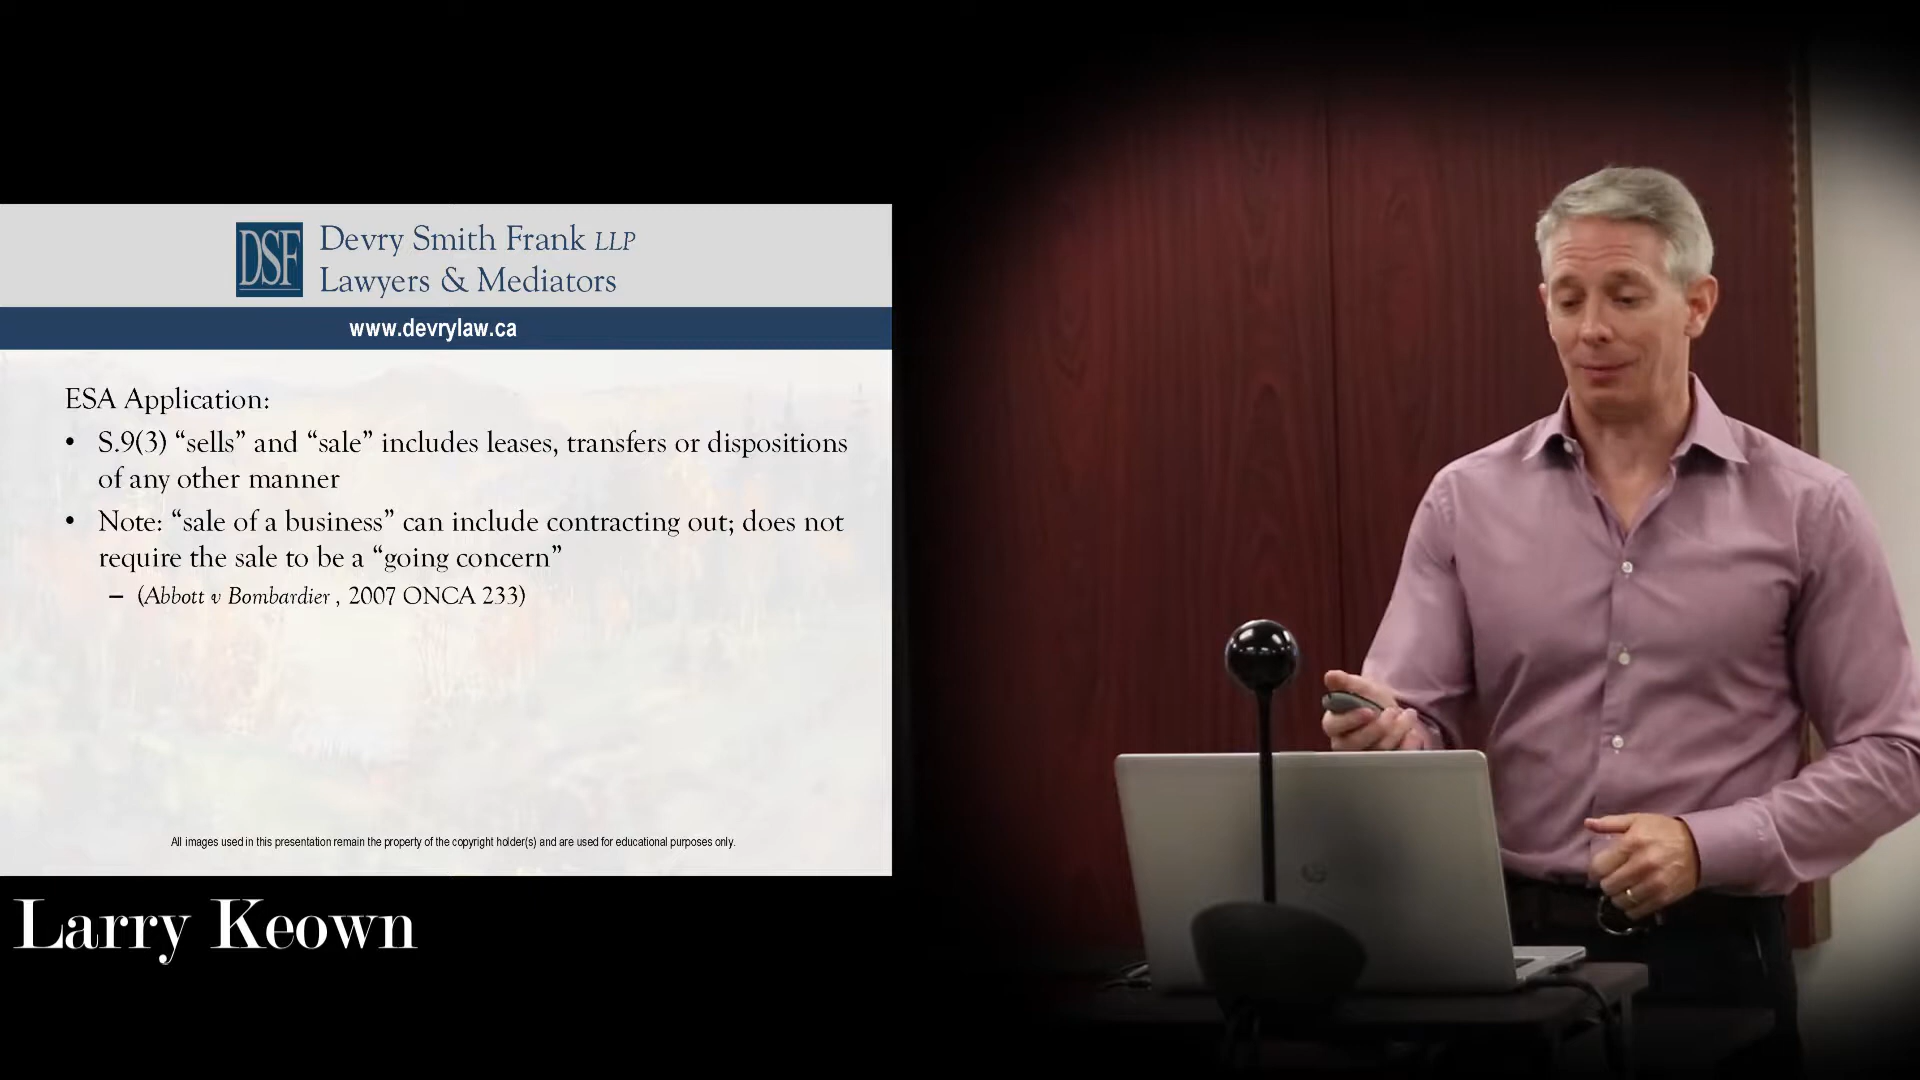 DSF
Devry Smith Frank LLP
Lawyers & Mediators
www.devrylaw.ca
ESA Application:
• S.9(3) “sells” and “sale” includes leases, transfers or dispositions
of any other manner
• Note: “sale of a business” can include contracting out; does not
require the sale to be a “going concern”
– (Abbott v Bombardier , 2007 ONCA 233)
All images used in this presentation remain the property of the copyright holder(s) and are used for educational purposes only.
Larry Keown
hp